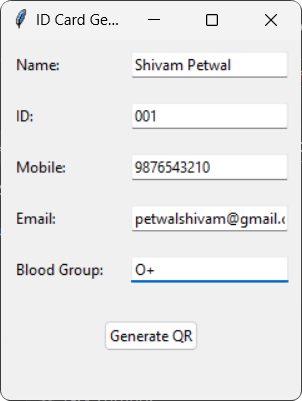 ID Card Ge...
Name: Shivam Petwal
ID: 001
Mobile: 9876543210
Email: petwalshivam@gmail.c
Blood Group: O+
Generate QR